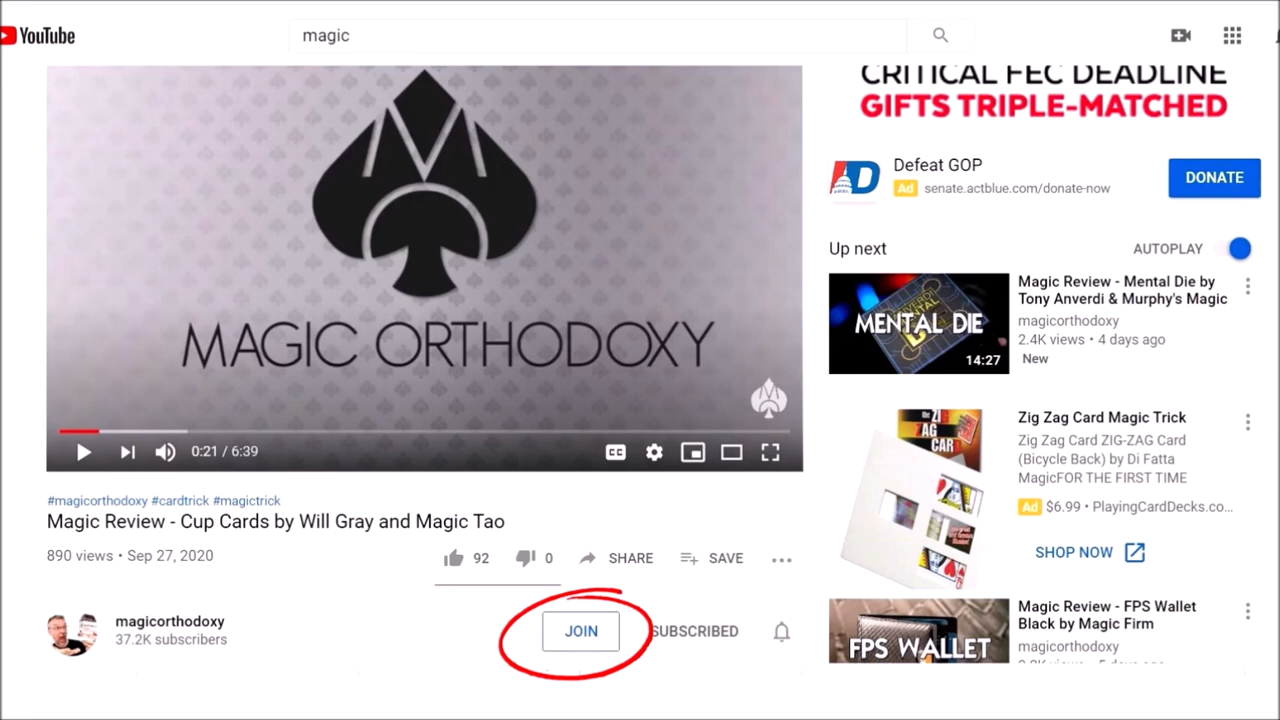 YouTube
magic
MAGIC ORTHODOXY
0:21 / 6:39
CC
#magicorthodoxy #cardtrick #magictrick
Magic Review - Cup Cards by Will Gray and Magic Tao
890 views • Sep 27, 2020
92
0
SHARE
SAVE
magicorthodoxy
37.2K subscribers
JOIN
SUBSCRIBED
CRITICAL FEC DEADLINE
GIFTS TRIPLE-MATCHED
Defeat GOP
Ad senate.actblue.com/donate-now
DONATE
Up next
AUTOPLAY
MENTAL DIE
14:27
Magic Review - Mental Die by
Tony Anverdi & Murphy's Magic
magicorthodoxy
2.4K views • 4 days ago
New
the ZIG
ZAG
CARD
Zig Zag Card Magic Trick
Zig Zag Card ZIG-ZAG Card
(Bicycle Back) by Di Fatta
MagicFOR THE FIRST TIME
Ad $6.99 • PlayingCardDecks.co...
SHOP NOW
FPS WALLET
Magic Review - FPS Wallet
Black by Magic Firm
magicorthodoxy